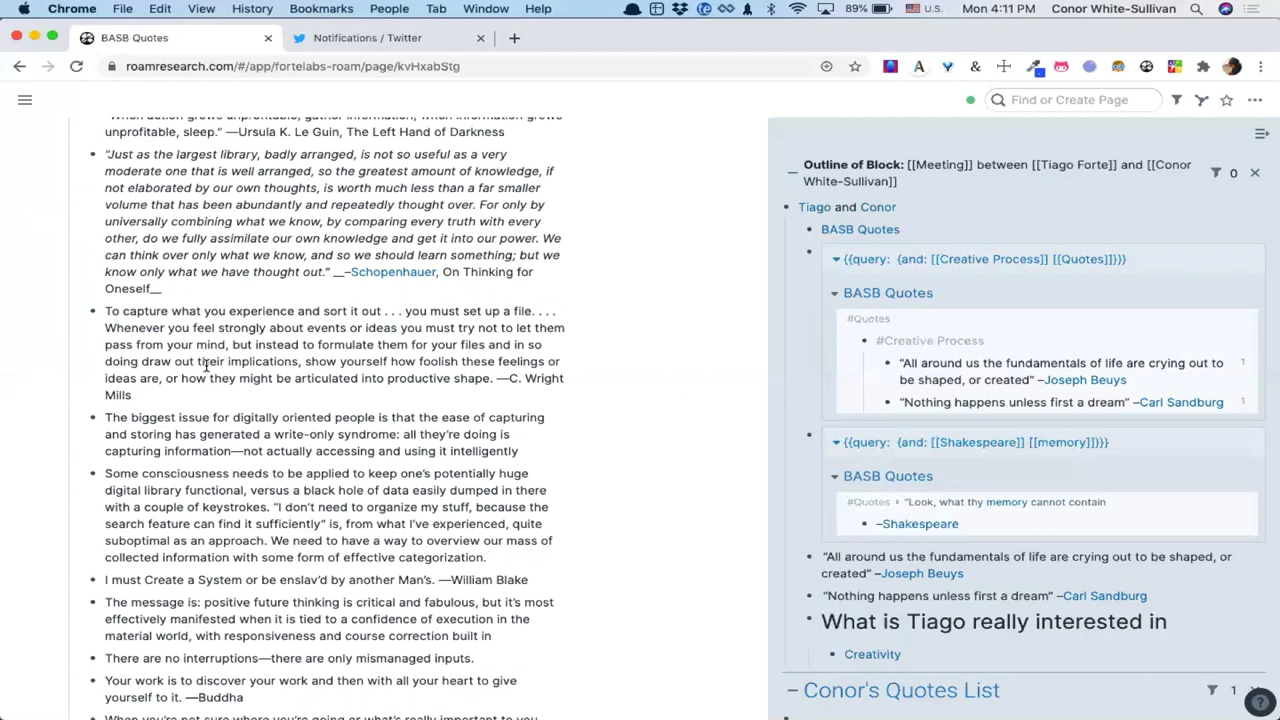 Chrome File Edit View History Bookmarks People Tab Window Help 89% U.S. Mon 4:11 PM Conor White-Sullivan
BASB Quotes
Notifications / Twitter
roamresearch.com/#/app/fortelabs-roam/page/kvHxabStg
Find or Create Page
"When action grows unprofitable, gather information; when information grows
unprofitable, sleep.” —Ursula K. Le Guin, The Left Hand of Darkness
“Just as the largest library, badly arranged, is not so useful as a very
moderate one that is well arranged, so the greatest amount of knowledge, if
not elaborated by our own thoughts, is worth much less than a far smaller
volume that has been abundantly and repeatedly thought over. For only by
universally combining what we know, by comparing every truth with every
other, do we fully assimilate our own knowledge and get it into our power. We
can think over only what we know, and so we should learn something; but we
know only what we have thought out.” __–Schopenhauer, On Thinking for
Oneself__
To capture what you experience and sort it out . . . you must set up a file. . . .
Whenever you feel strongly about events or ideas you must try not to let them
pass from your mind, but instead to formulate them for your files and in so
doing draw out their implications, show yourself how foolish these feelings or
ideas are, or how they might be articulated into productive shape. —C. Wright
Mills
The biggest issue for digitally oriented people is that the ease of capturing
and storing has generated a write-only syndrome: all they’re doing is
capturing information—not actually accessing and using it intelligently
Some consciousness needs to be applied to keep one’s potentially huge
digital library functional, versus a black hole of data easily dumped in there
with a couple of keystrokes. “I don’t need to organize my stuff, because the
search feature can find it sufficiently” is, from what I’ve experienced, quite
suboptimal as an approach. We need to have a way to overview our mass of
collected information with some form of effective categorization.
I must Create a System or be enslav’d by another Man’s. —William Blake
The message is: positive future thinking is critical and fabulous, but it’s most
effectively manifested when it is tied to a confidence of execution in the
material world, with responsiveness and course correction built in
There are no interruptions—there are only mismanaged inputs.
Your work is to discover your work and then with all your heart to give
yourself to it. —Buddha
When you’re not sure where you’re going or what’s really important to you
Outline of Block: [[Meeting]] between [[Tiago Forte]] and [[Conor
White-Sullivan]]
0
Tiago and Conor
BASB Quotes
{{query: {and: [[Creative Process]] [[Quotes]]}}}
BASB Quotes
#Quotes
#Creative Process
“All around us the fundamentals of life are crying out to 1
be shaped, or created” –Joseph Beuys
“Nothing happens unless first a dream” –Carl Sandburg 1
{{query: {and: [[Shakespeare]] [[memory]]}}}
BASB Quotes
#Quotes › “Look, what thy memory cannot contain
–Shakespeare
“All around us the fundamentals of life are crying out to be shaped, or
created” –Joseph Beuys
“Nothing happens unless first a dream” –Carl Sandburg
What is Tiago really interested in
Creativity
Conor's Quotes List
1
?